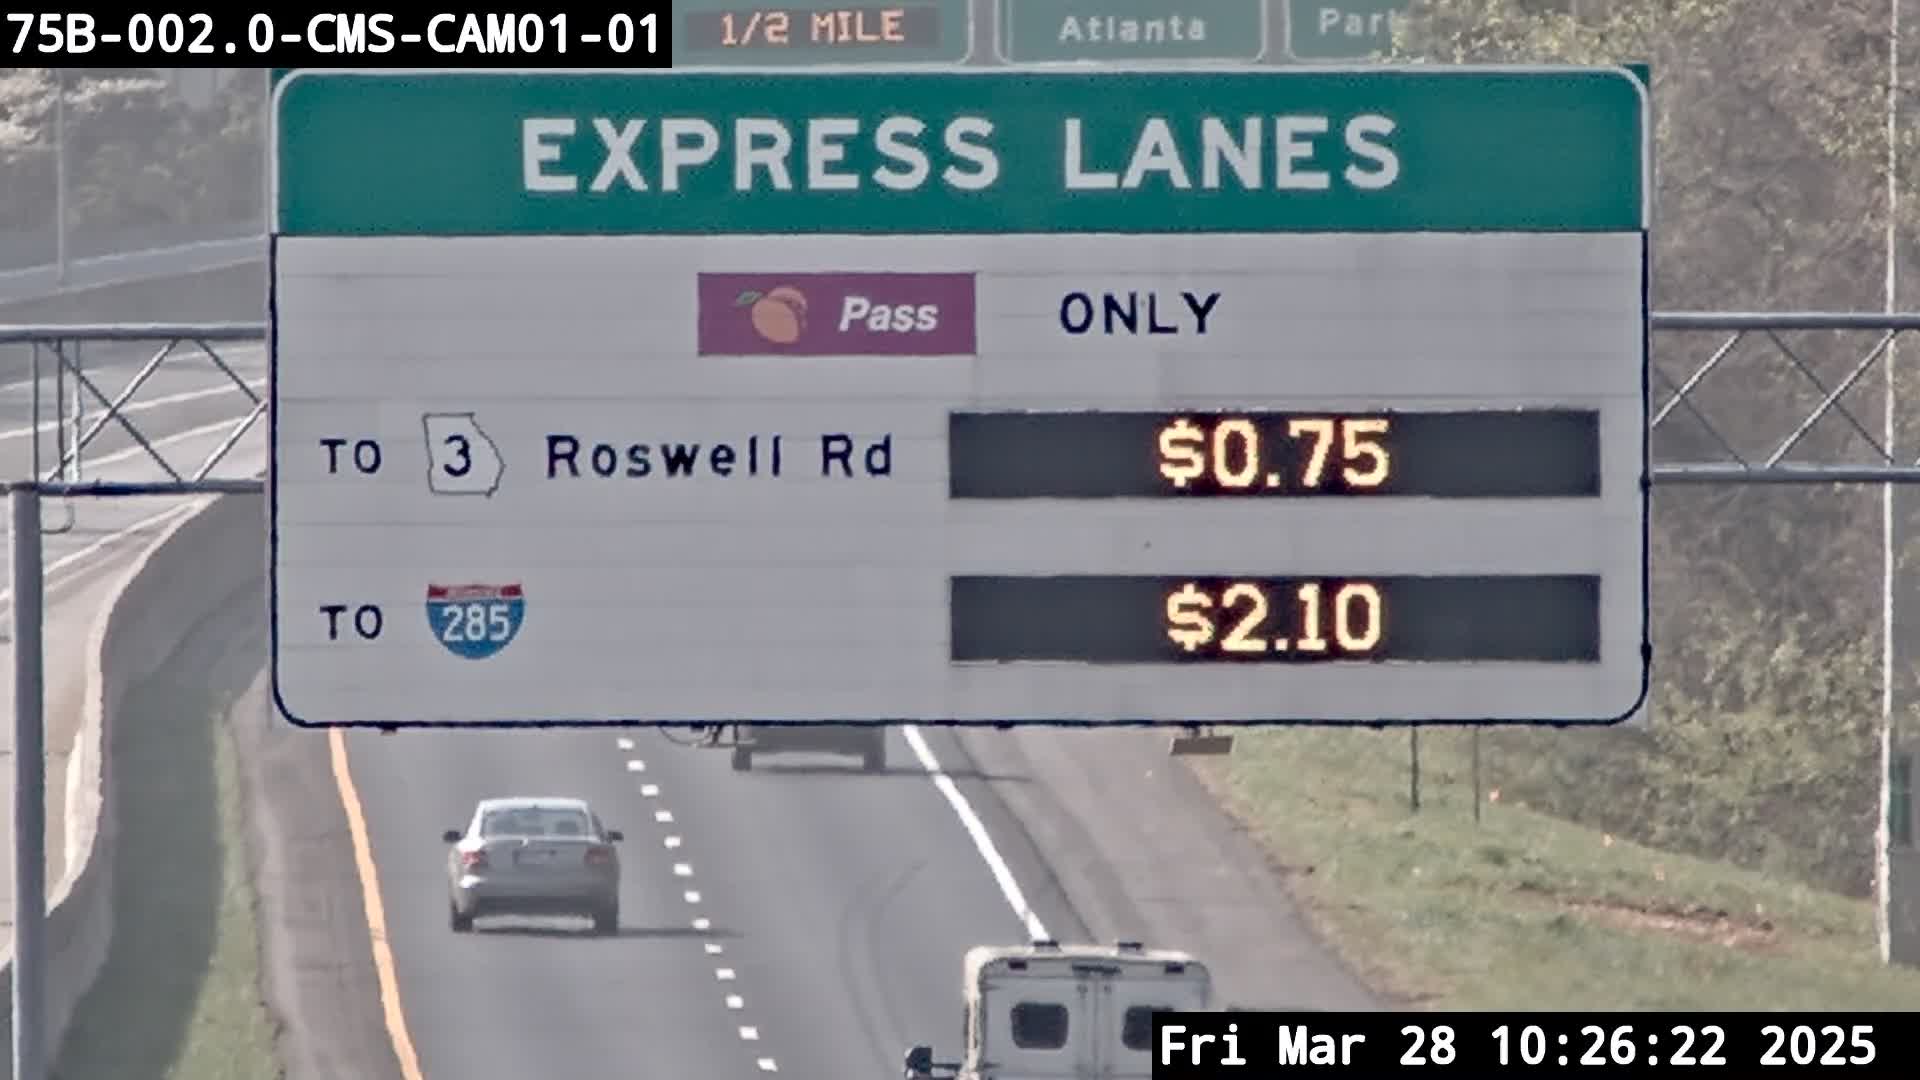 75B-002.0-CMS-CAM01-01
1/2 MILE
Atlanta
EXPRESS LANES
Pass ONLY
TO 3 Roswell Rd $0.75
TO 285 $2.10
Fri Mar 28 10:26:22 2025